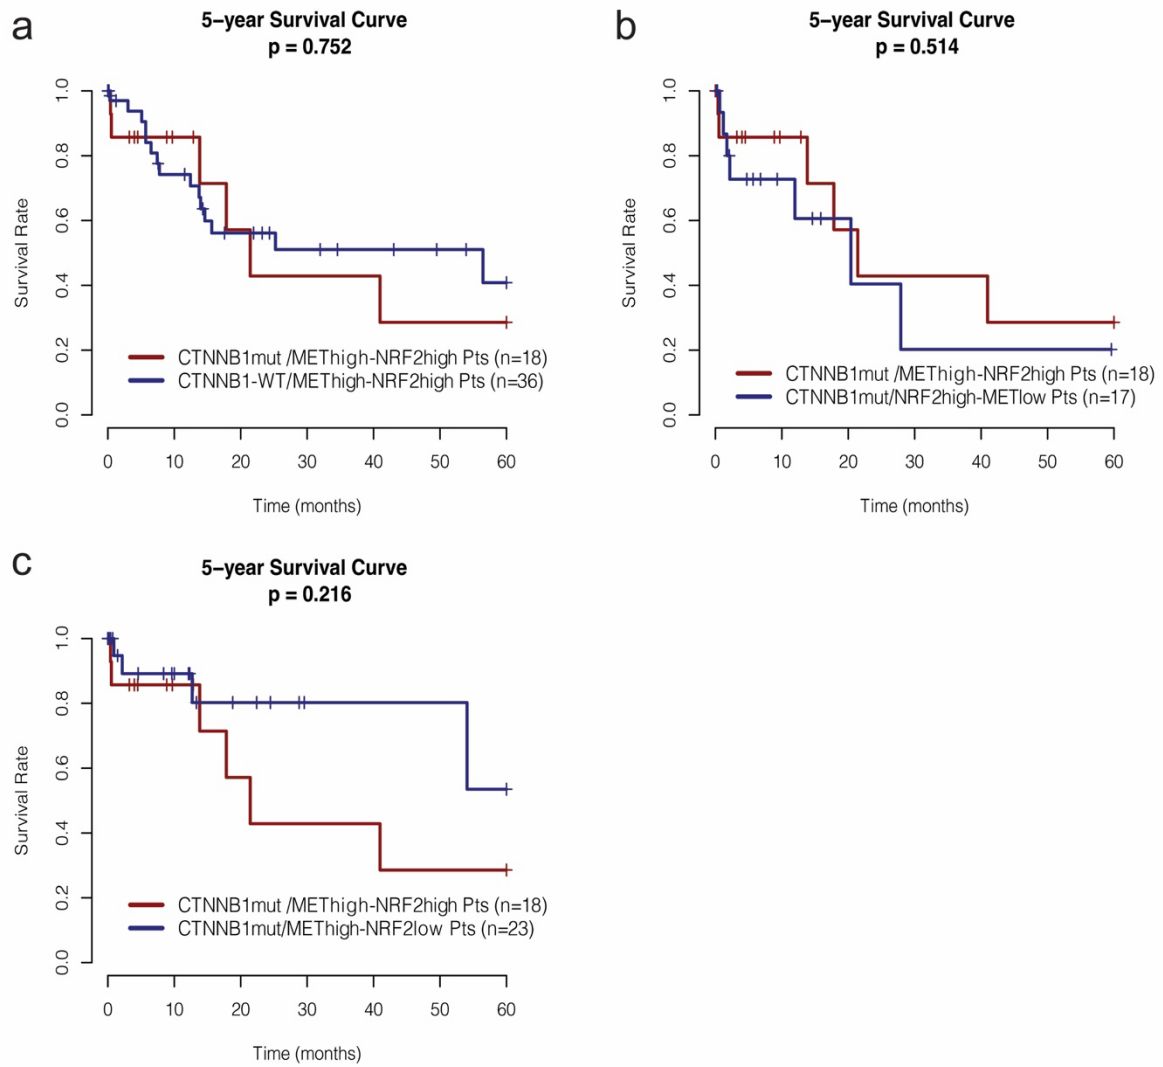 a
5–year Survival Curve
p = 0.752
Survival Rate
1.0
0.8
0.6
0.4
0.2
0.0
CTNNB1mut /METhigh-NRF2high Pts (n=18)
CTNNB1-WT/METhigh-NRF2high Pts (n=36)
0 10 20 30 40 50 60
Time (months)
b
5–year Survival Curve
p = 0.514
Survival Rate
1.0
0.8
0.6
0.4
0.2
0.0
CTNNB1mut /METhigh-NRF2high Pts (n=18)
CTNNB1mut/NRF2high-METlow Pts (n=17)
0 10 20 30 40 50 60
Time (months)
c
5–year Survival Curve
p = 0.216
Survival Rate
1.0
0.8
0.6
0.4
0.2
0.0
CTNNB1mut /METhigh-NRF2high Pts (n=18)
CTNNB1mut/METhigh-NRF2low Pts (n=23)
0 10 20 30 40 50 60
Time (months)